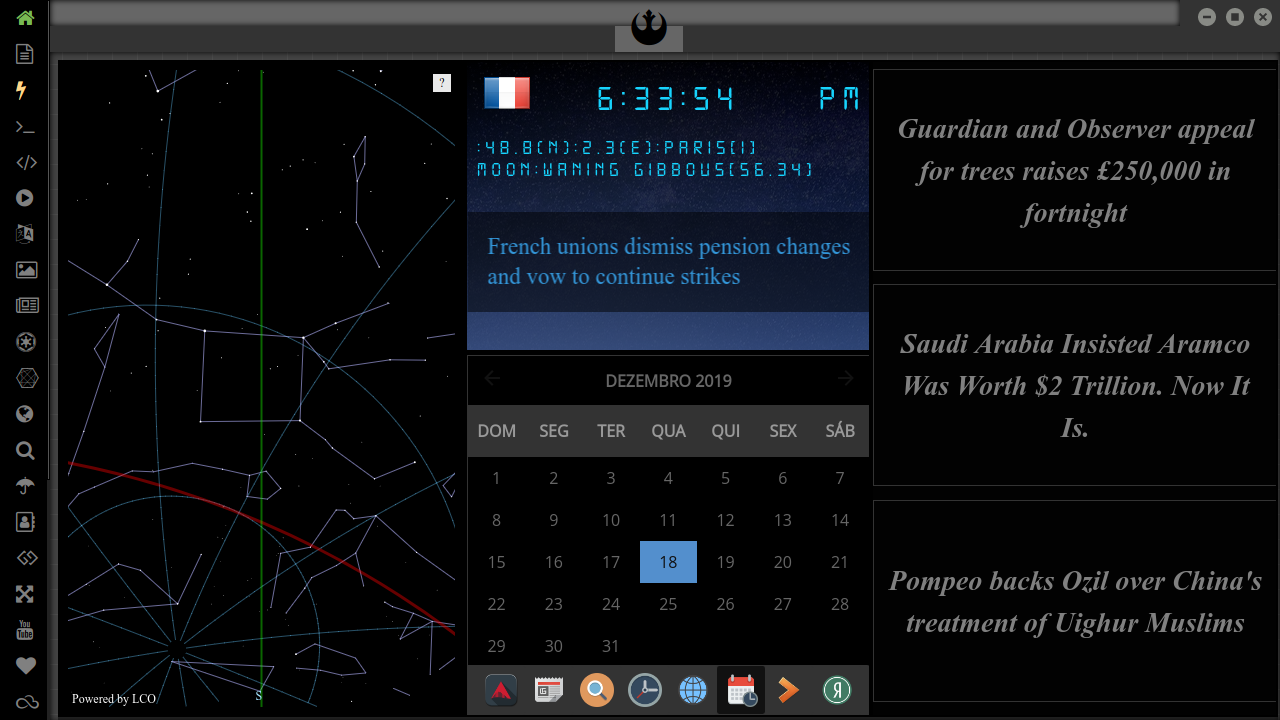 ?
Powered by LCO
S
6:33:54 PM
:48.8(N):2.3(E):PARIS(1)
MOON:WANING GIBBOUS(56.34)
French unions dismiss pension changes
and vow to continue strikes
DEZEMBRO 2019
DOM SEG TER QUA QUI SEX SÁB
1 2 3 4 5 6 7
8 9 10 11 12 13 14
15 16 17 18 19 20 21
22 23 24 25 26 27 28
29 30 31
Guardian and Observer appeal
for trees raises £250,000 in
fortnight
Saudi Arabia Insisted Aramco
Was Worth $2 Trillion. Now It
Is.
Pompeo backs Ozil over China's
treatment of Uighur Muslims
You
Tube
Я